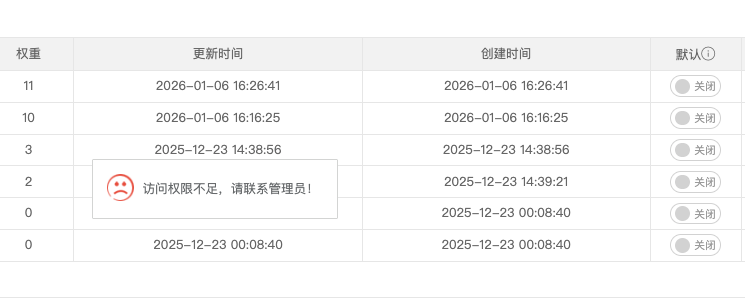 权重 更新时间 创建时间 默认
11 2026-01-06 16:26:41 2026-01-06 16:26:41 关闭
10 2026-01-06 16:16:25 2026-01-06 16:16:25 关闭
3 2025-12-23 14:38:56 2025-12-23 14:38:56 关闭
2 2025-12-23 14:39:21 关闭
访问权限不足，请联系管理员！
0 2025-12-23 00:08:40 关闭
0 2025-12-23 00:08:40 2025-12-23 00:08:40 关闭